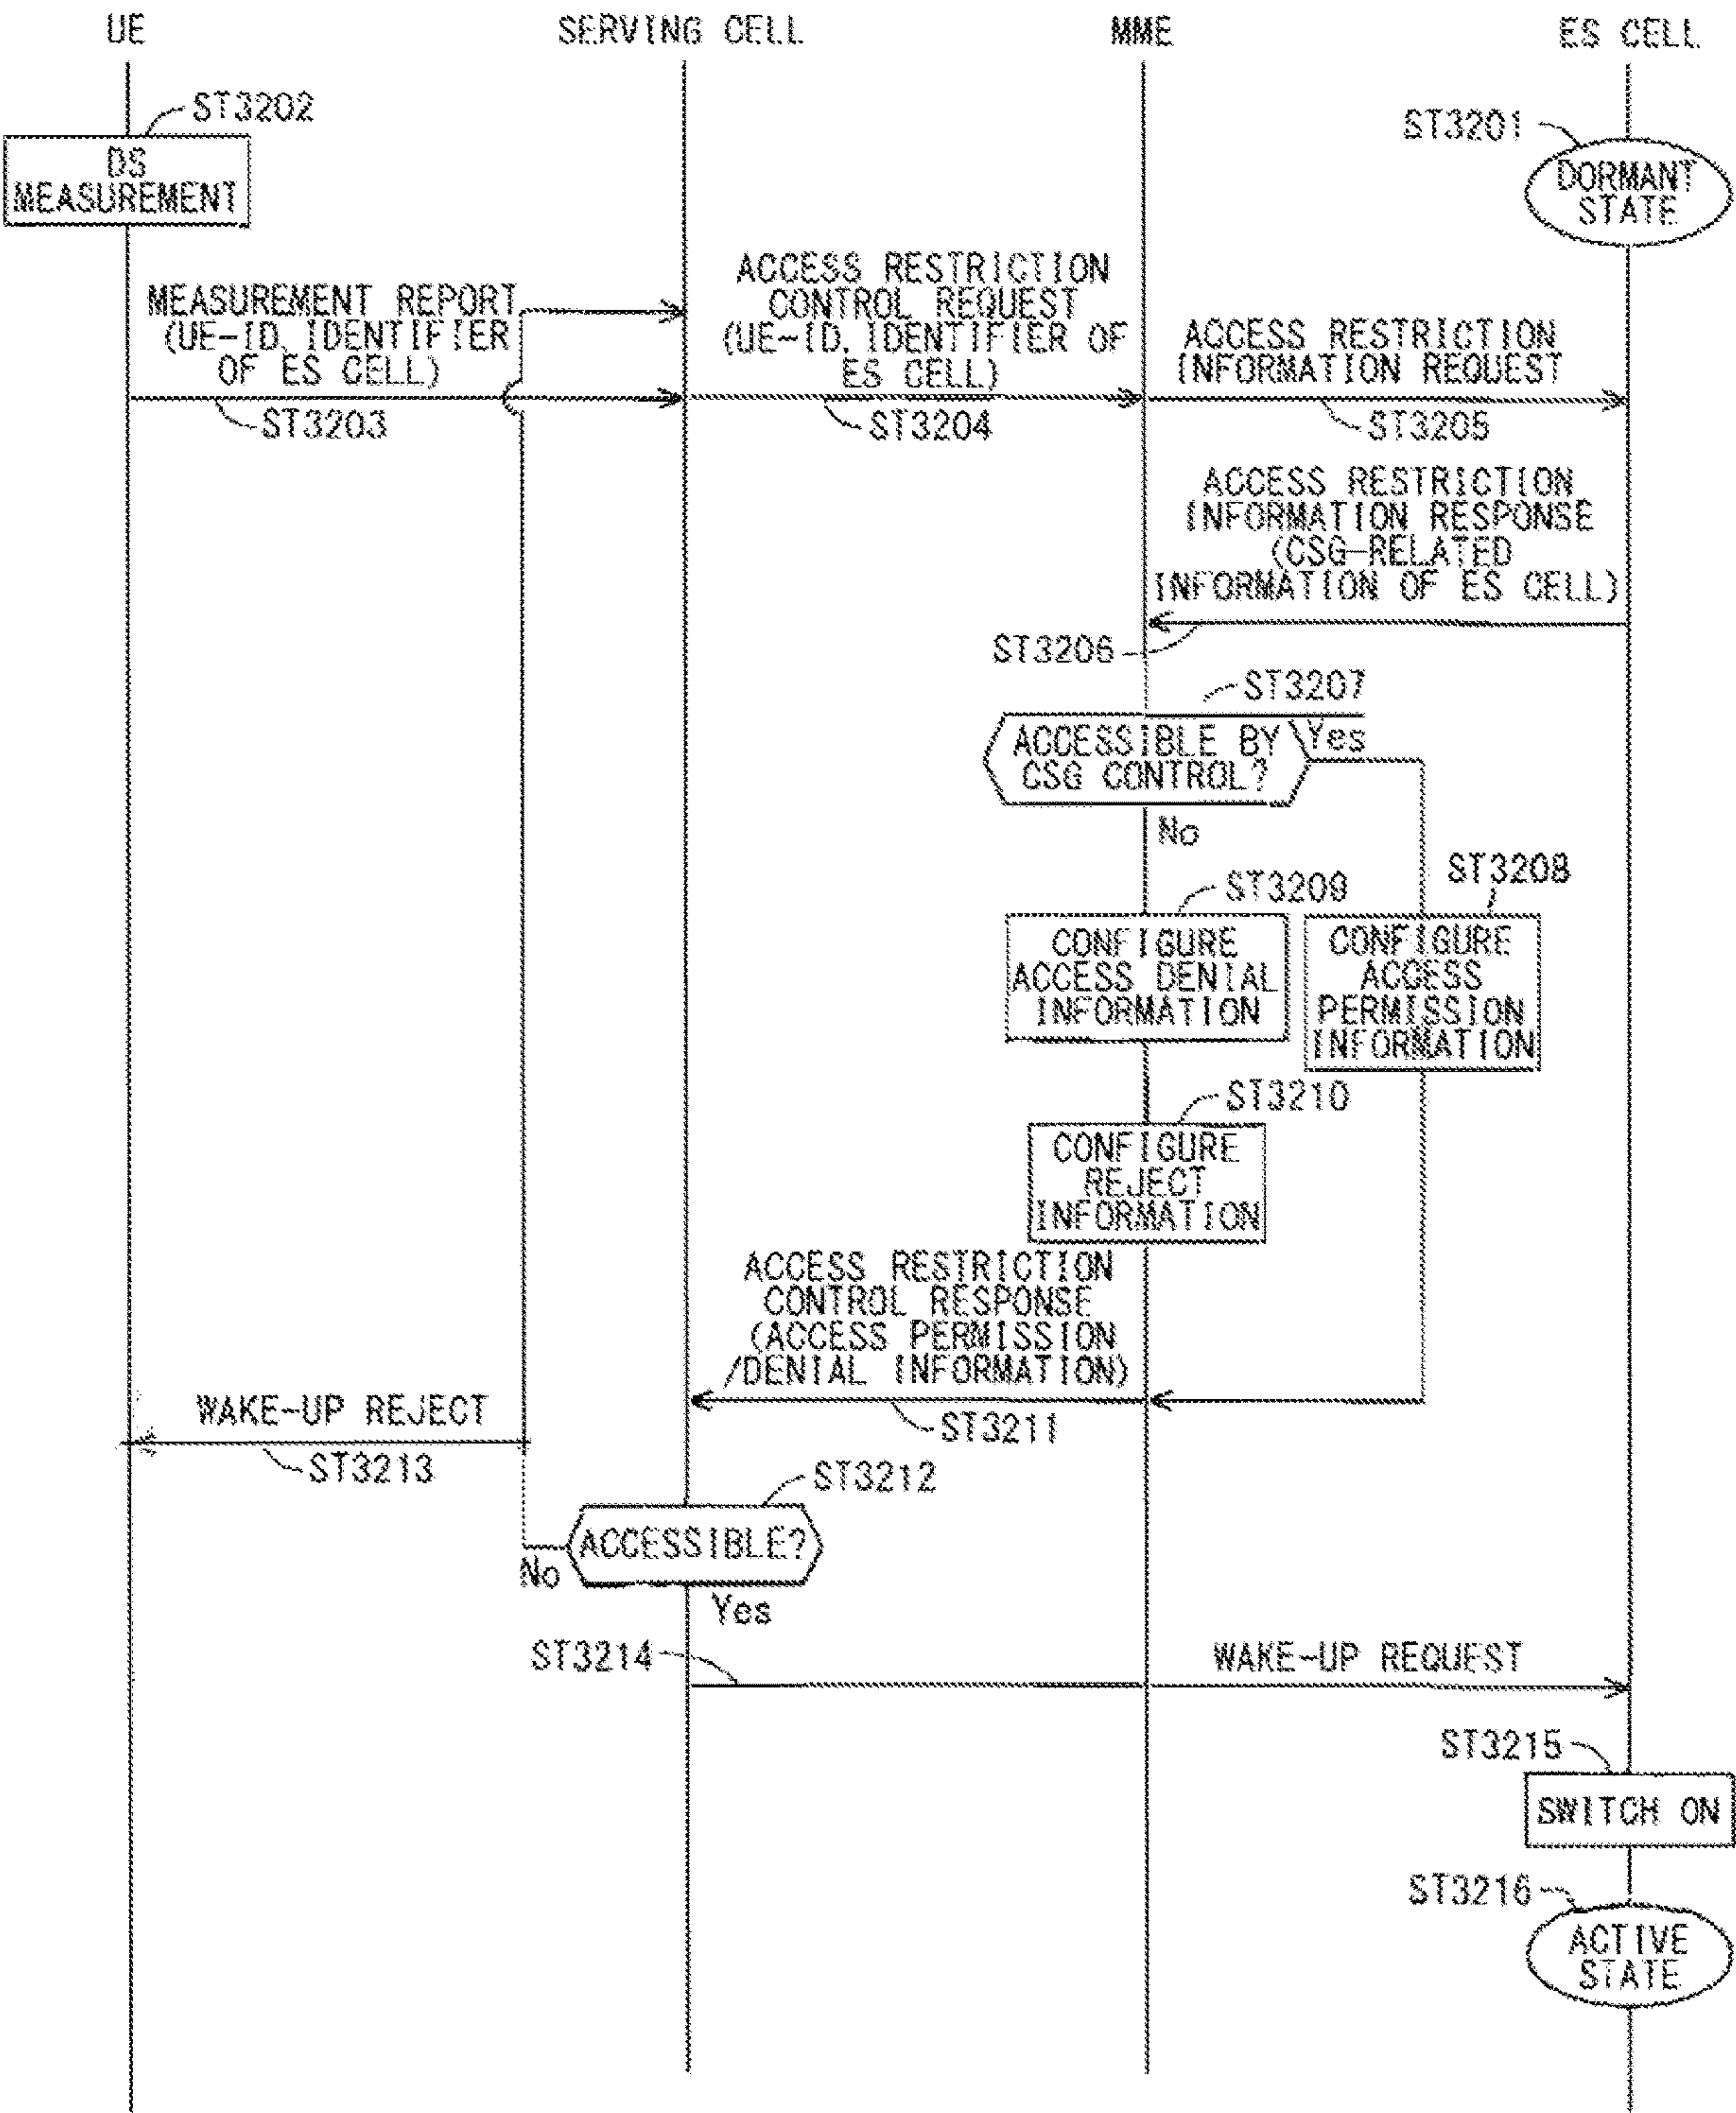 UE
SERVING CELL
MME
ES CELL
ST3202
ST3201
DS
MEASUREMENT
DORMANT
STATE
MEASUREMENT REPORT
(UE-ID, IDENTIFIER
OF ES CELL)
ST3203
ACCESS RESTRICTION
CONTROL REQUEST
(UE-ID, IDENTIFIER OF
ES CELL)
ST3204
ACCESS RESTRICTION
INFORMATION REQUEST
ST3205
ACCESS RESTRICTION
INFORMATION RESPONSE
(CSG-RELATED
INFORMATION OF ES CELL)
ST3206
ST3207
ACCESSIBLE BY
CSG CONTROL?
Yes
No
ST3209
ST3208
CONFIGURE
ACCESS DENIAL
INFORMATION
CONFIGURE
ACCESS
PERMISSION
INFORMATION
ST3210
CONFIGURE
REJECT
INFORMATION
ACCESS RESTRICTION
CONTROL RESPONSE
(ACCESS PERMISSION
/DENIAL INFORMATION)
ST3211
WAKE-UP REJECT
ST3213
ST3212
ACCESSIBLE?
No
Yes
ST3214
WAKE-UP REQUEST
ST3215
SWITCH ON
ST3216
ACTIVE
STATE